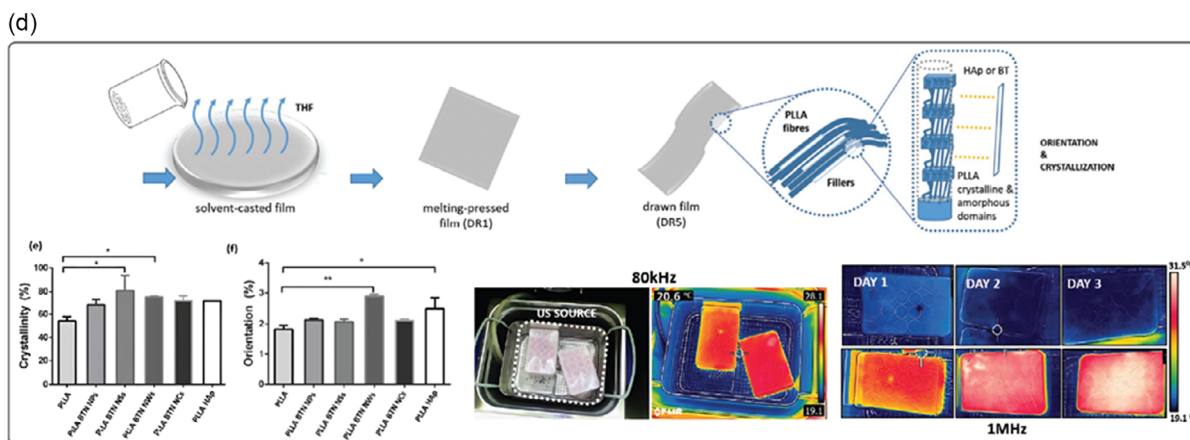 (d)
THF
solvent-casted film
melting-pressed
film (DR1)
drawn film
(DR5)
PLLA
fibres
Fillers
HAp or BT
PLLA
crystalline &
amorphous
domains
ORIENTATION
&
CRYSTALLIZATION
(e)
*
*
Crystallinity
(%)
100
80
60
40
20
0
PLLA
PLLA BTN NPs
PLLA BTN NSs
PLLA BTN NWs
PLLA BTN NCs
PLLA HAp
(f)
*
**
Orientation
(%)
4
3
2
1
0
PLLA
PLLA BTN NPs
PLLA BTN NSs
PLLA BTN NWs
PLLA BTN NCs
PLLA HAp
80kHz
US SOURCE
20.6 °C
28.1
19.1
FLIR
DAY 1
DAY 2
DAY 3
31.5°C
19.1
1MHz